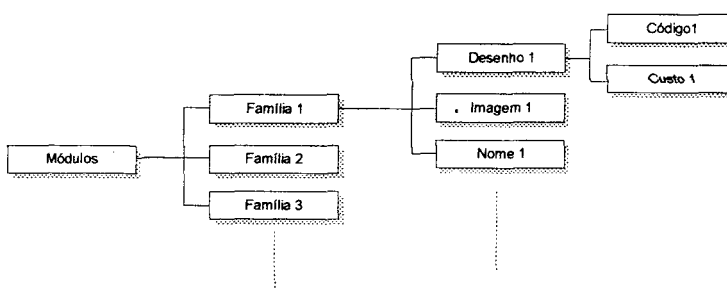 Módulos
Família 1
Família 2
Família 3
Desenho 1
Imagem 1
Nome 1
Código1
Custo 1